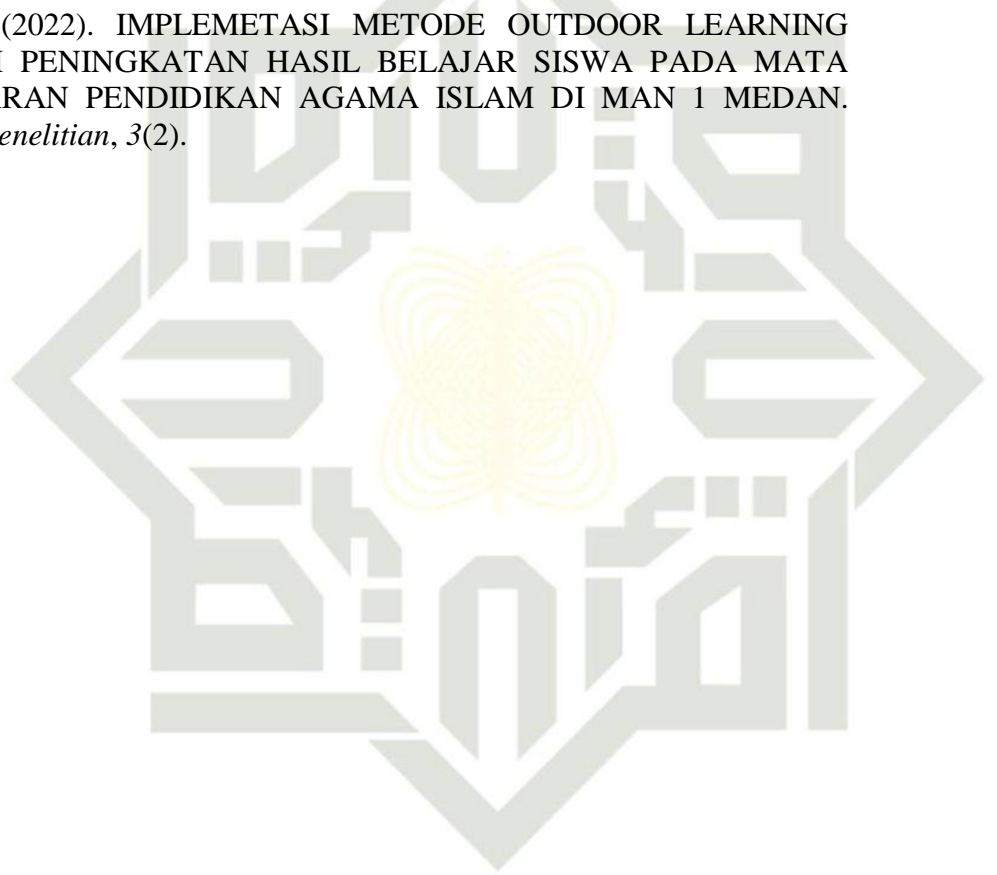 (2022). IMPLEMETASI METODE OUTDOOR LEARNING
PENINGKATAN HASIL BELAJAR SISWA PADA MATA
ARAN PENDIDIKAN AGAMA ISLAM DI MAN 1 MEDAN.
enelitian, 3(2).